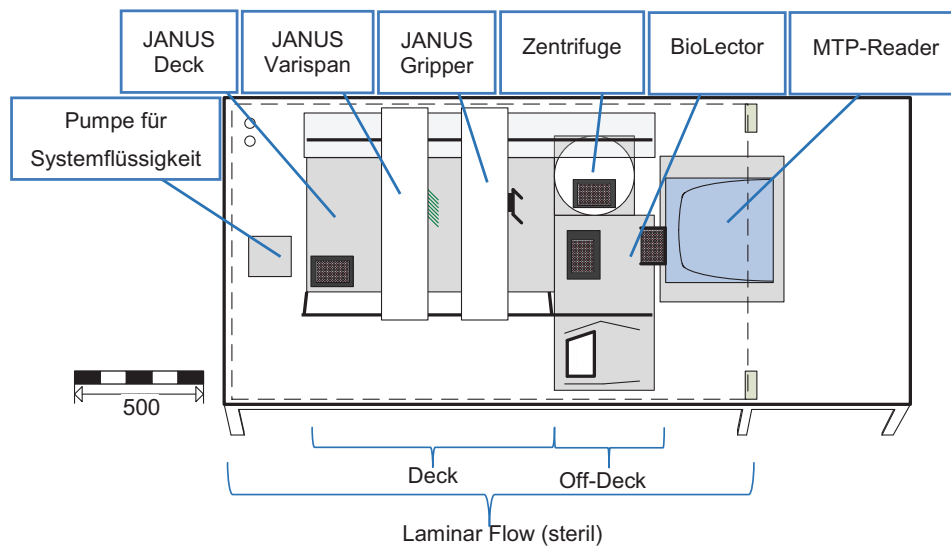 JANUS
Deck
JANUS
Varispan
JANUS
Gripper
Zentrifuge
BioLector
MTP-Reader
Pumpe für
Systemflüssigkeit
500
Deck
Off-Deck
Laminar Flow (steril)